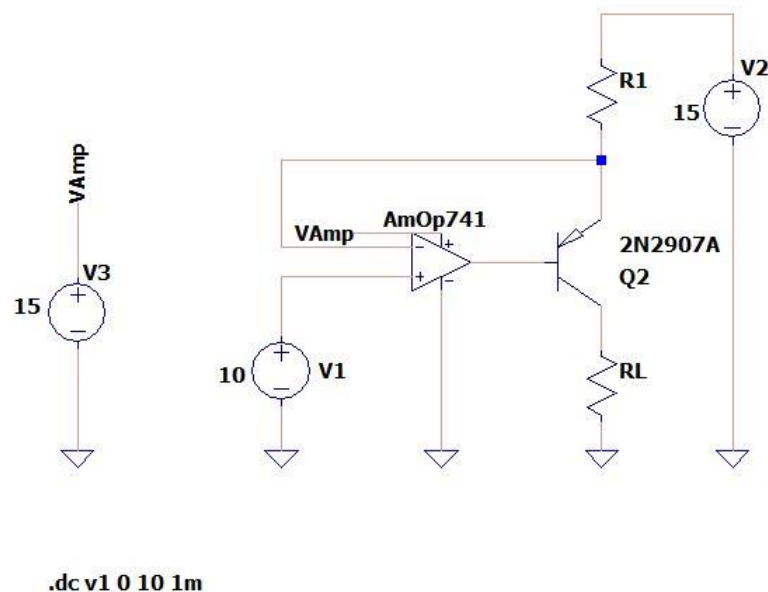 V2
R1
15
VAmp
AmOp741
VAmp
2N2907A
Q2
V3
15
V1
10
RL
.dc v1 0 10 1m